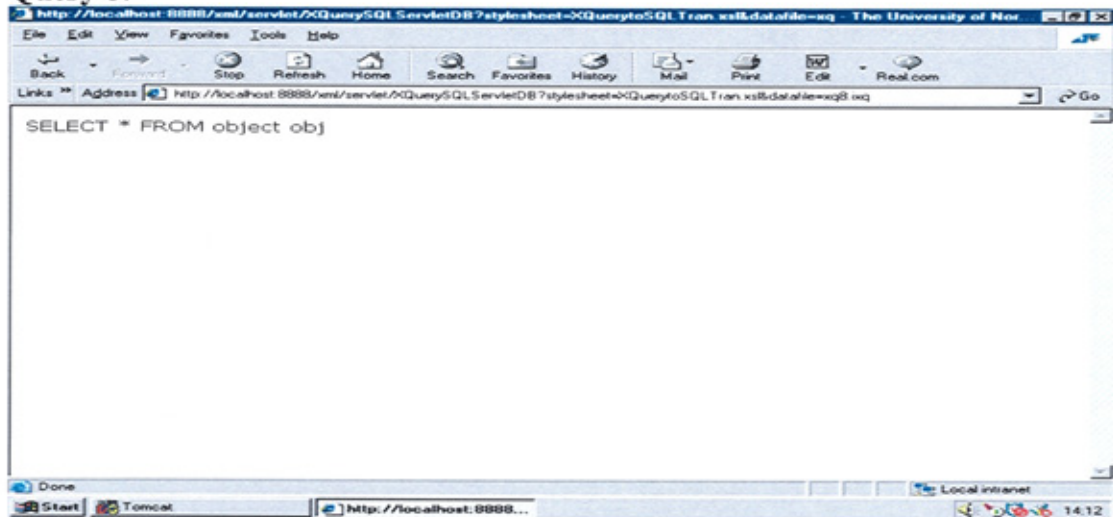 http://localhost:8888/xml/servlet/XQuerySQLServletDB?stylesheet=XQuerytoSQLTran.xsl&datafile=xq - The University of Nor...
File Edit View Favorites Tools Help
Back Forward Stop Refresh Home Search Favorites History Mail Print Edit Real.com
Links » Address http://localhost:8888/xml/servlet/XQuerySQLServletDB?stylesheet=XQuerytoSQLTran.xsl&datafile=xq8.ixq Go
SELECT * FROM object obj
Done Local intranet
Start Tomcat http://localhost:8888... 14:12